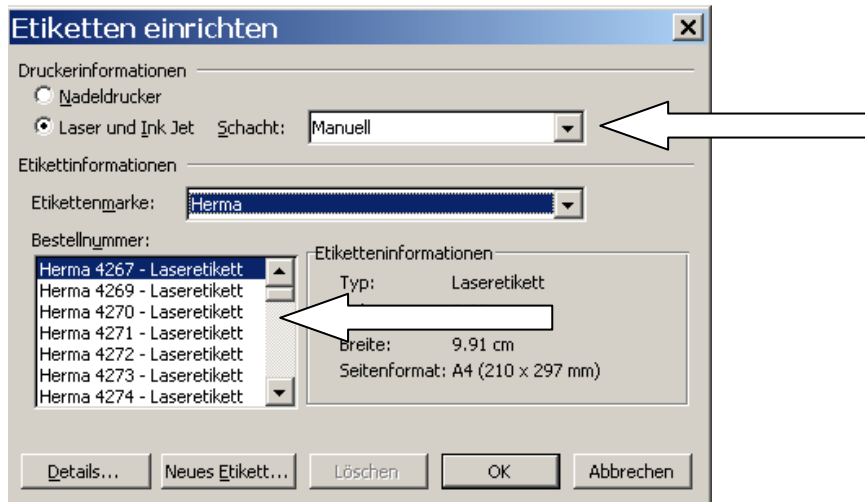 Etiketten einrichten
Druckerinformationen
Nadeldrucker
Laser und Ink Jet Schacht: Manuell
Etikettinformationen
Etikettenmarke: Herma
Bestellnummer:
Herma 4267 - Laseretikett
Herma 4269 - Laseretikett
Herma 4270 - Laseretikett
Herma 4271 - Laseretikett
Herma 4272 - Laseretikett
Herma 4273 - Laseretikett
Herma 4274 - Laseretikett
Etiketteninformationen
Typ: Laseretikett
Breite: 9.91 cm
Seitenformat: A4 (210 x 297 mm)
Details... Neues Etikett... Löschen OK Abbrechen